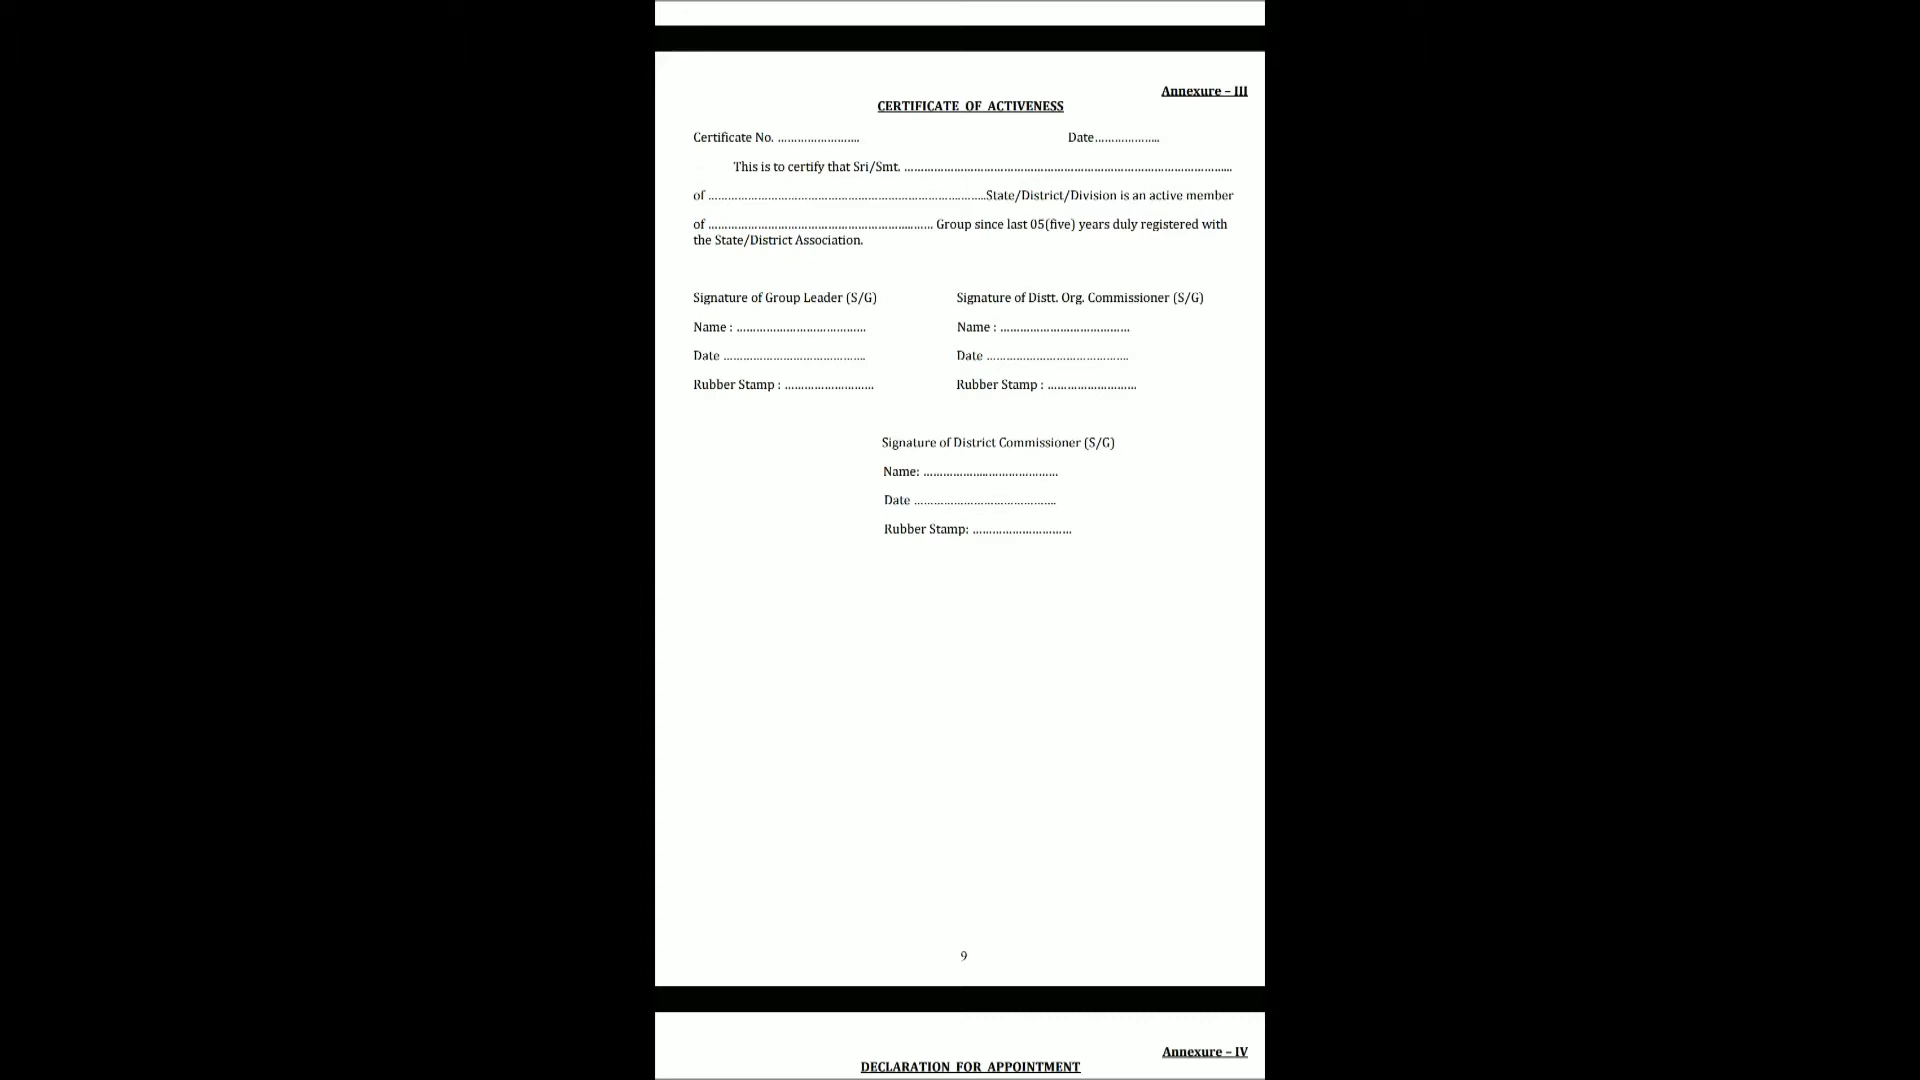 Annexure – III
CERTIFICATE OF ACTIVENESS
Certificate No. ......................... Date....................
This is to certify that Sri/Smt. ....................................................................................................
of .....................................................................................State/District/Division is an active member
of ..................................................................... Group since last 05(five) years duly registered with
the State/District Association.
Signature of Group Leader (S/G) Signature of Distt. Org. Commissioner (S/G)
Name : ....................................... Name : .......................................
Date ........................................... Date ...........................................
Rubber Stamp : ........................... Rubber Stamp : ...........................
Signature of District Commissioner (S/G)
Name: .........................................
Date ...........................................
Rubber Stamp: ..............................
9
Annexure – IV
DECLARATION FOR APPOINTMENT